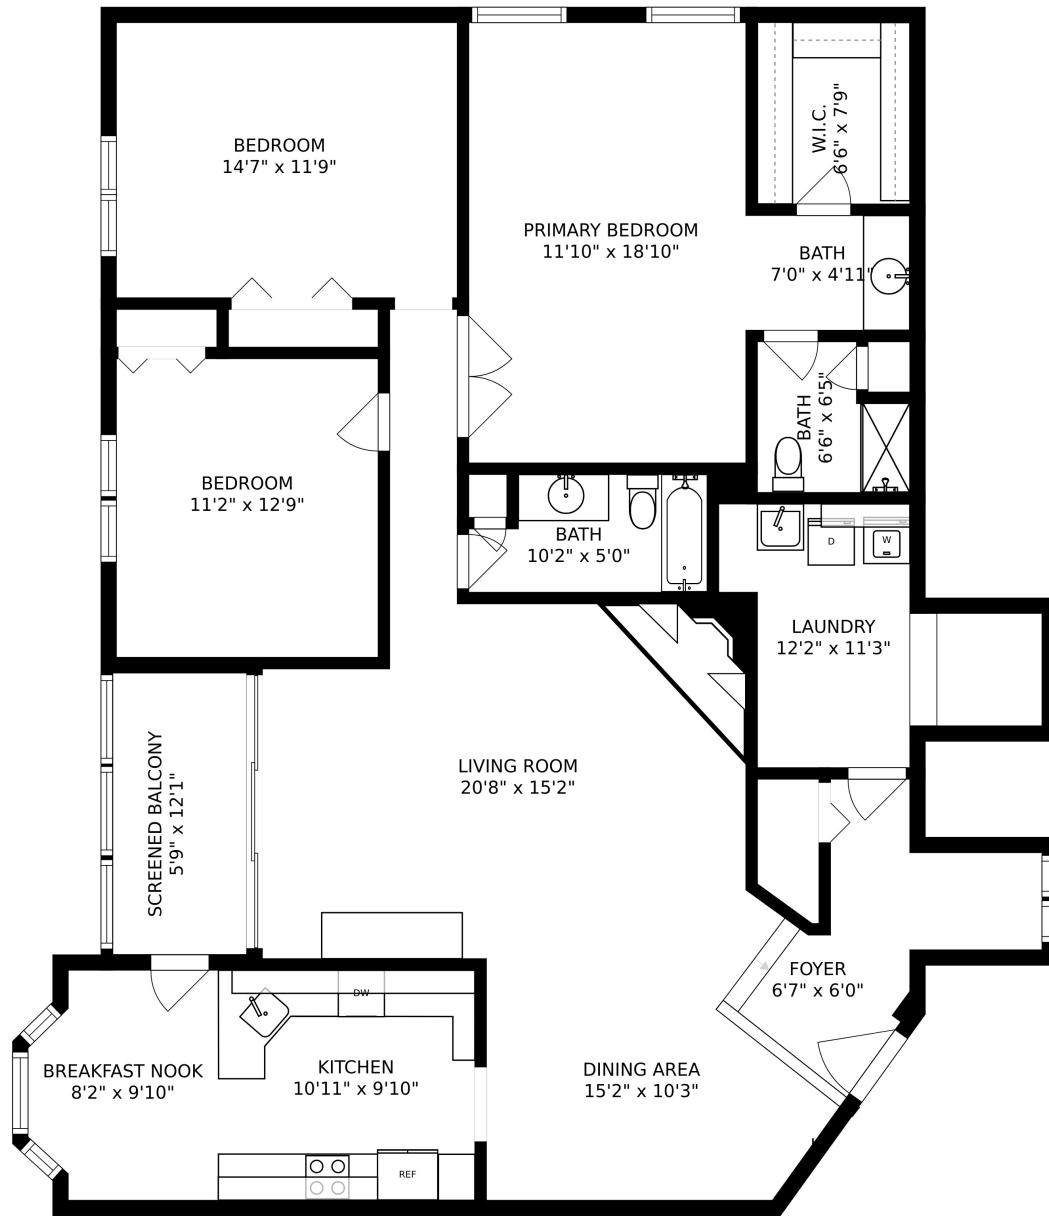 BEDROOM
14'7" x 11'9"
PRIMARY BEDROOM
11'10" x 18'10"
W.I.C.
6'6" x 7'9"
BATH
7'0" x 4'11"
BATH
6'6" x 6'5"
BEDROOM
11'2" x 12'9"
BATH
10'2" x 5'0"
D
W
LAUNDRY
12'2" x 11'3"
SCREENED BALCONY
5'9" x 12'1"
LIVING ROOM
20'8" x 15'2"
FOYER
6'7" x 6'0"
DW
BREAKFAST NOOK
8'2" x 9'10"
KITCHEN
10'11" x 9'10"
DINING AREA
15'2" x 10'3"
REF